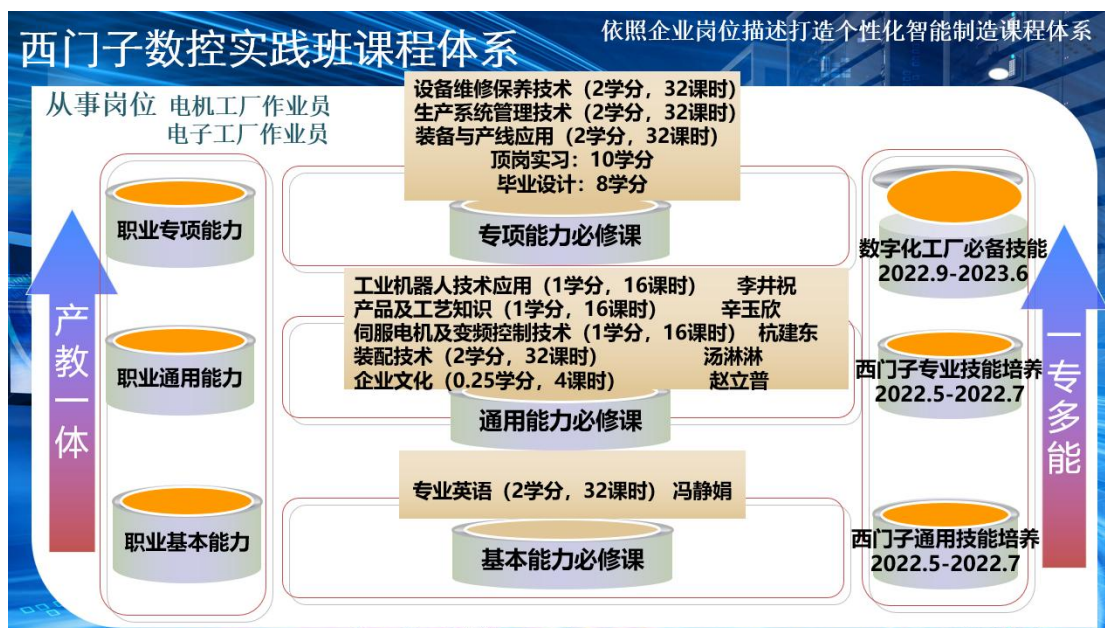 西门子数控实践班课程体系
依照企业岗位描述打造个性化智能制造课程体系
从事岗位 电机工厂作业员
电子工厂作业员
设备维修保养技术（2学分，32课时）
生产系统管理技术（2学分，32课时）
装备与产线应用（2学分，32课时）
顶岗实习：10学分
毕业设计：8学分
职业专项能力
专项能力必修课
数字化工厂必备技能
2022.9-2023.6
工业机器人技术应用（1学分，16课时） 李井祝
产品及工艺知识（1学分，16课时） 辛玉欣
伺服电机及变频控制技术（1学分，16课时） 杭建东
装配技术（2学分，32课时） 汤淋淋
企业文化（0.25学分，4课时） 赵立普
职业通用能力
通用能力必修课
西门子专业技能培养
2022.5-2022.7
专业英语（2学分，32课时） 冯静娟
职业基本能力
基本能力必修课
西门子通用技能培养
2022.5-2022.7
产教一体
一专多能